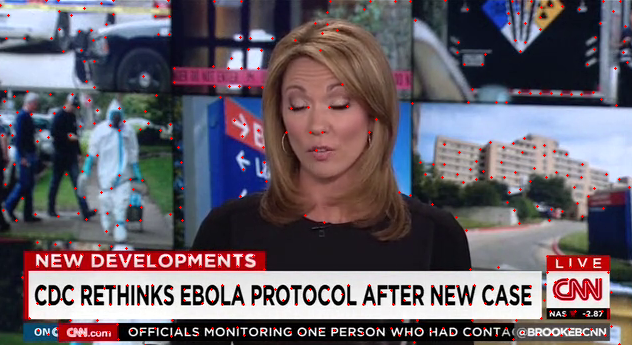 NEW DEVELOPMENTS
LIVE
CDC RETHINKS EBOLA PROTOCOL AFTER NEW CASE
CNN
NAS -2.87
CNN.com OFFICIALS MONITORING ONE PERSON WHO HAD CONTA @BROOKEBCNN